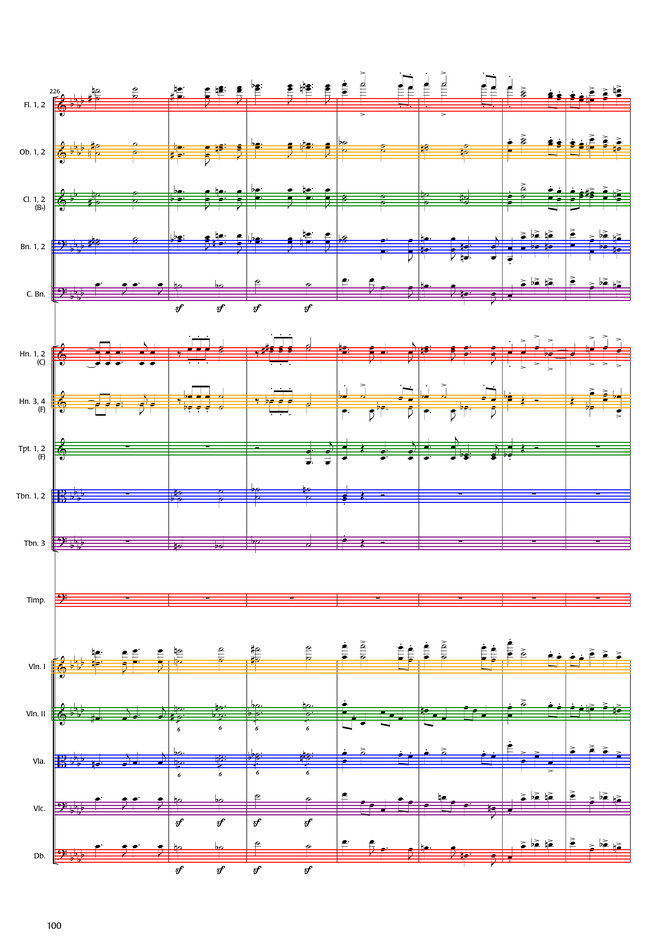 226
Fl. 1, 2
Ob. 1, 2
Cl. 1, 2
(B♭)
Bn. 1, 2
C. Bn.
sf sf sf sf
Hn. 1, 2
(C)
Hn. 3, 4
(F)
Tpt. 1, 2
(F)
Tbn. 1, 2
Tbn. 3
Timp.
Vln. I
Vln. II
6 6 6 6
Vla.
6 6 6 6
Vlc.
sf sf sf sf
Db.
sf sf sf sf
100